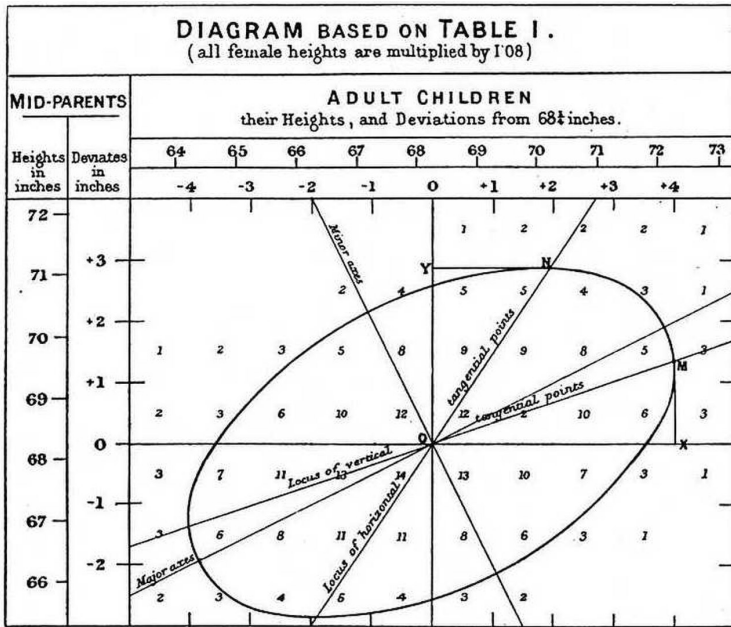 DIAGRAM BASED ON TABLE I.
(all female heights are multiplied by 1·08)
MID-PARENTS
ADULT CHILDREN
their Heights, and Deviations from 68¼ inches.
Heights in inches
Deviates in inches
64 65 66 67 68 69 70 71 72 73
-4 -3 -2 -1 0 +1 +2 +3 +4
72
1 2 2 2 1
Minor axes
71 +3
Y N
2 4 5 5 4 3 1
+2
70
1 2 3 5 8 9 9 8 5 3
M
tangential points
+1
69
tangential points
2 3 6 10 12 12 2 10 6 3
O
0
X
68
Locus of vertical
3 7 11 13 14 13 10 7 3 1
-1
Locus of horizontal
67
3 6 8 11 11 8 6 3 1
-2
Major axes
66
2 3 4 4 3 2